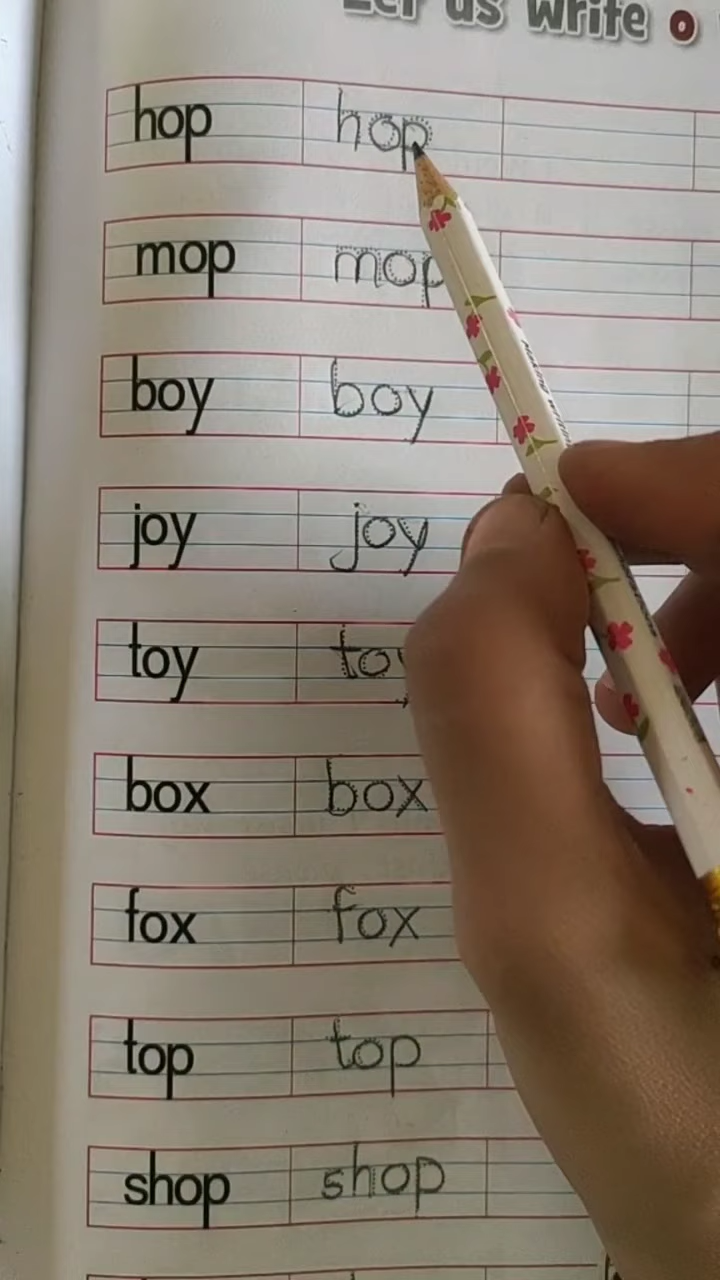 Let us write o
hop hop
mop mop
boy boy
joy joy
toy toy
box box
fox fox
top top
shop shop